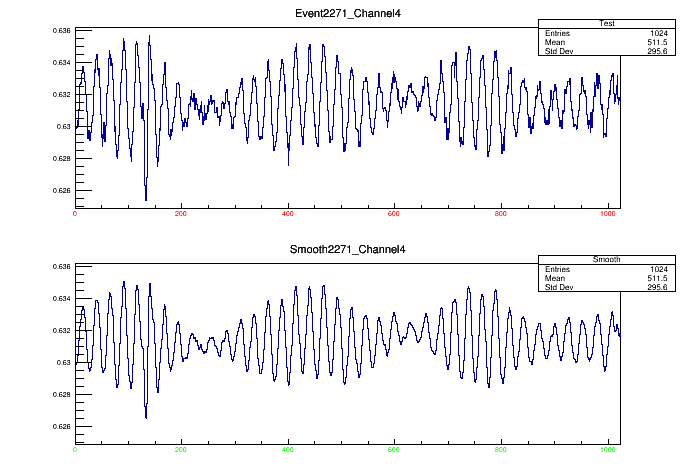 Event2271_Channel4
Test
Entries 1024
Mean 511.5
Std Dev 295.6
0.636
0.634
0.632
0.63
0.628
0.626
0 200 400 600 800 1000
Smooth2271_Channel4
Smooth
Entries 1024
Mean 511.5
Std Dev 295.6
0.636
0.634
0.632
0.63
0.628
0.626
0 200 400 600 800 1000